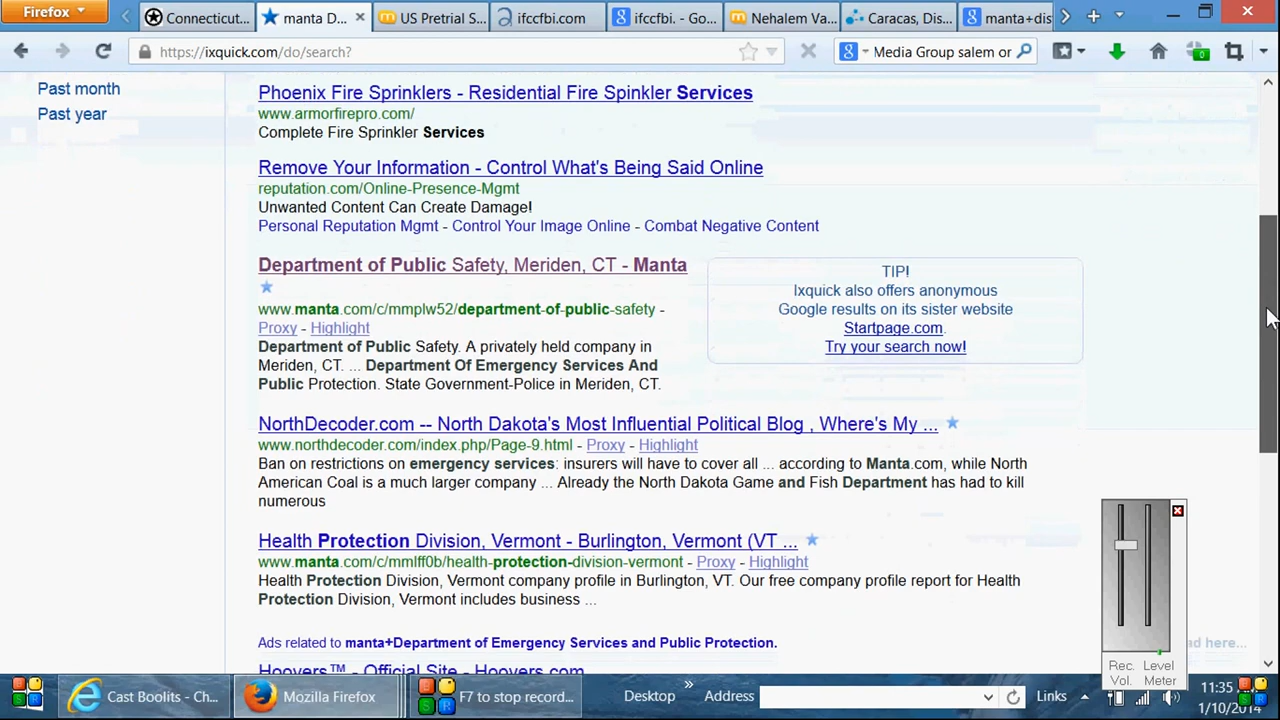 Firefox
Connecticut...
manta D...
US Pretrial S...
ifccfbi.com
ifccfbi. - Go...
Nehalem Va...
Caracas, Dis...
manta+dis
https://ixquick.com/do/search?
Media Group salem or
Past month
Past year
Phoenix Fire Sprinklers - Residential Fire Spinkler Services
www.armorfirepro.com/
Complete Fire Sprinkler Services
Remove Your Information - Control What's Being Said Online
reputation.com/Online-Presence-Mgmt
Unwanted Content Can Create Damage!
Personal Reputation Mgmt - Control Your Image Online - Combat Negative Content
Department of Public Safety, Meriden, CT - Manta
www.manta.com/c/mmplw52/department-of-public-safety -
Proxy - Highlight
Department of Public Safety. A privately held company in
Meriden, CT. ... Department Of Emergency Services And
Public Protection. State Government-Police in Meriden, CT.
TIP!
Ixquick also offers anonymous
Google results on its sister website
Startpage.com.
Try your search now!
NorthDecoder.com -- North Dakota's Most Influential Political Blog , Where's My ...
www.northdecoder.com/index.php/Page-9.html - Proxy - Highlight
Ban on restrictions on emergency services: insurers will have to cover all ... according to Manta.com, while North
American Coal is a much larger company ... Already the North Dakota Game and Fish Department has had to kill
numerous
Health Protection Division, Vermont - Burlington, Vermont (VT ...
www.manta.com/c/mmlff0b/health-protection-division-vermont - Proxy - Highlight
Health Protection Division, Vermont company profile in Burlington, VT. Our free company profile report for Health
Protection Division, Vermont includes business ...
Ads related to manta+Department of Emergency Services and Public Protection.
ad here...
Hoovers™ - Official Site - Hoovers.com
Rec. Level
Vol. Meter
Cast Boolits - Ch...
Mozilla Firefox
F7 to stop record...
Desktop
Address
Links
11:35
1/10/2014